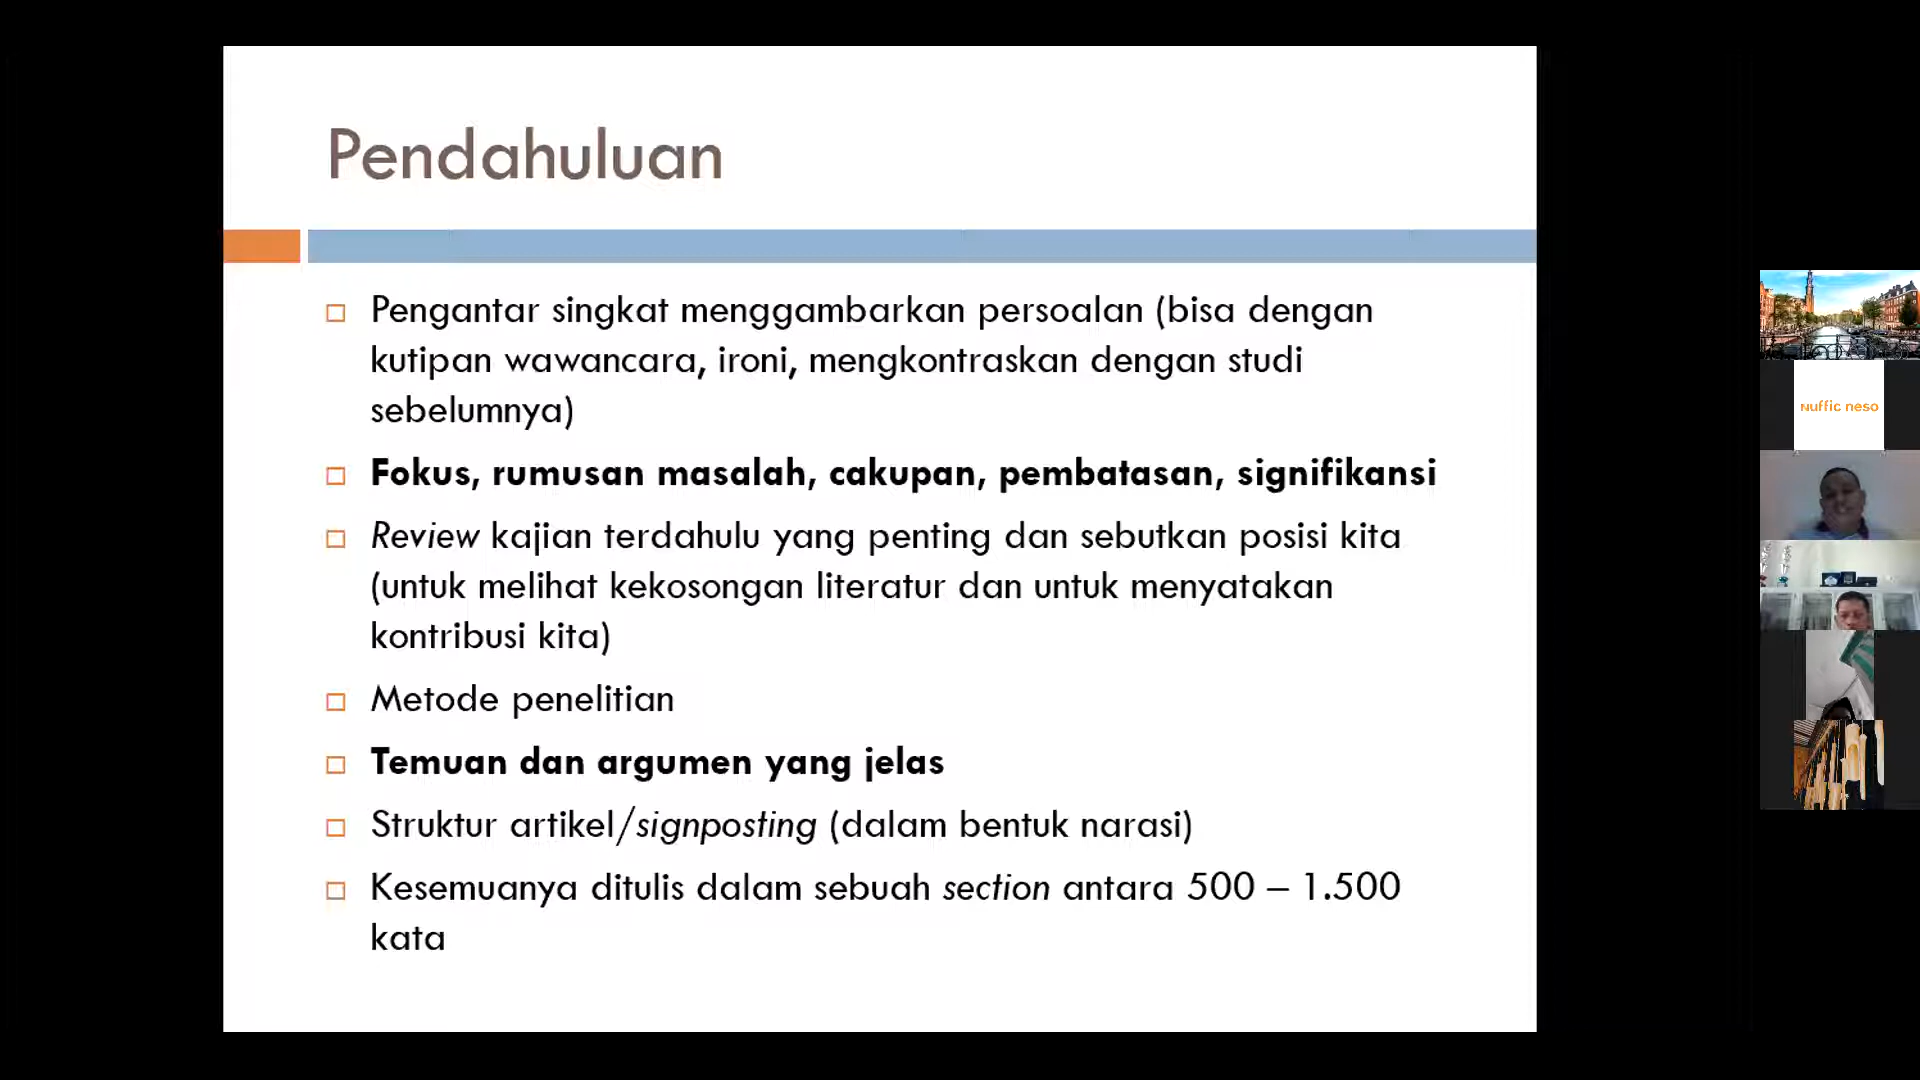 Pendahuluan
Pengantar singkat menggambarkan persoalan (bisa dengan
kutipan wawancara, ironi, mengkontraskan dengan studi
sebelumnya)
Fokus, rumusan masalah, cakupan, pembatasan, signifikansi
Review kajian terdahulu yang penting dan sebutkan posisi kita
(untuk melihat kekosongan literatur dan untuk menyatakan
kontribusi kita)
Metode penelitian
Temuan dan argumen yang jelas
Struktur artikel/signposting (dalam bentuk narasi)
Kesemuanya ditulis dalam sebuah section antara 500 – 1.500
kata
Nuffic neso